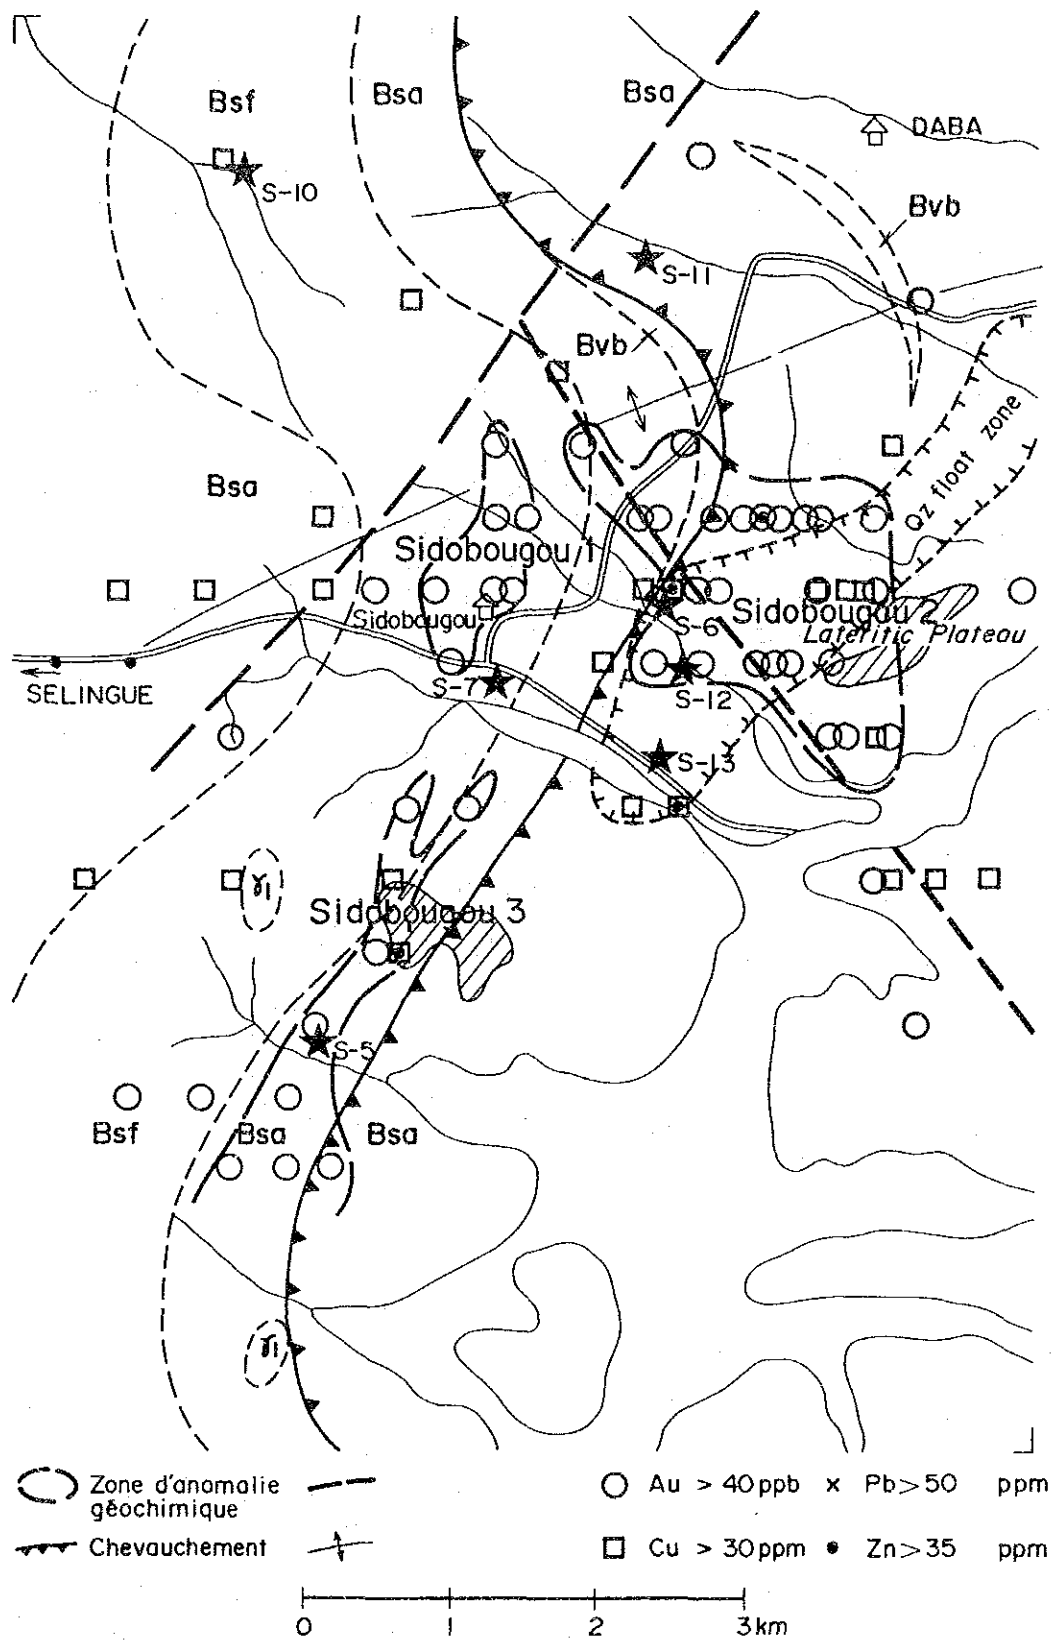 Bsf
Bsa
Bsa
DABA
S-10
Bvb
S-11
Bvb
Qz float zone
Bsa
Sidobougou 1
Sidobougou
S-6
Sidobougou 2
Lateritic Plateau
SELINGUE
S-7
S-12
S-13
γ1
Sidobougou 3
S-5
Bsf
Bsa
Bsa
γ1
Zone d'anomalie
géochimique
Au > 40 ppb
Pb > 50 ppm
Chevauchement
Cu > 30 ppm
Zn > 35 ppm
0 1 2 3 km